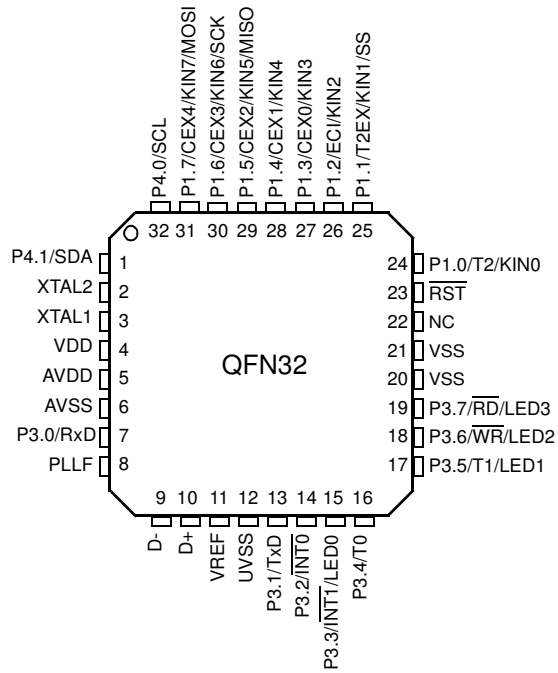 P4.0/SCL
P1.7/CEX4/KIN7/MOSI
P1.6/CEX3/KIN6/SCK
P1.5/CEX2/KIN5/MISO
P1.4/CEX1/KIN4
P1.3/CEX0/KIN3
P1.2/ECI/KIN2
P1.1/T2EX/KIN1/SS
32 31 30 29 28 27 26 25
P4.1/SDA 1
XTAL2 2
XTAL1 3
VDD 4
AVDD 5
AVSS 6
P3.0/RxD 7
PLLF 8
QFN32
24 P1.0/T2/KIN0
23 RST
22 NC
21 VSS
20 VSS
19 P3.7/RD/LED3
18 P3.6/WR/LED2
17 P3.5/T1/LED1
9 10 11 12 13 14 15 16
D-
D+
VREF
UVSS
P3.1/TxD
P3.2/INT0
P3.3/INT1/LED0
P3.4/T0